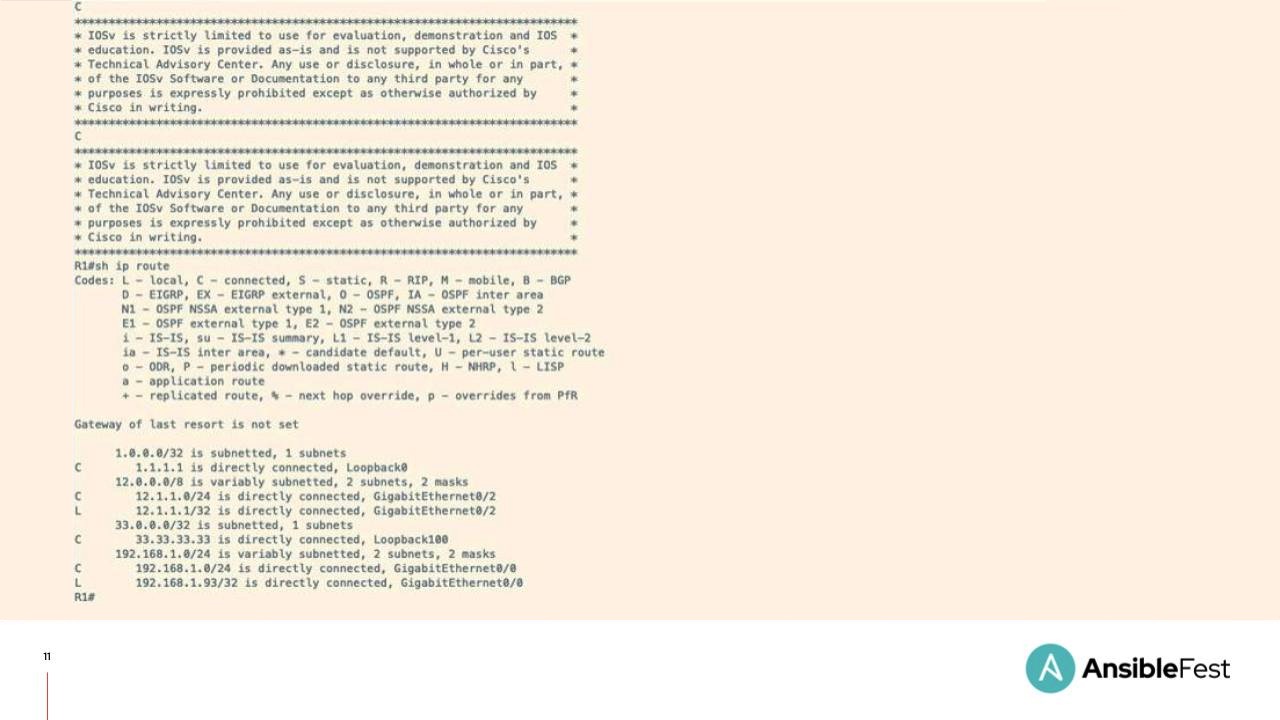 C
**************************************************************************
* IOSv is strictly limited to use for evaluation, demonstration and IOS  *
* education. IOSv is provided as-is and is not supported by Cisco's      *
* Technical Advisory Center. Any use or disclosure, in whole or in part, *
* of the IOSv Software or Documentation to any third party for any       *
* purposes is expressly prohibited except as otherwise authorized by     *
* Cisco in writing.                                                      *
**************************************************************************
C
**************************************************************************
* IOSv is strictly limited to use for evaluation, demonstration and IOS  *
* education. IOSv is provided as-is and is not supported by Cisco's      *
* Technical Advisory Center. Any use or disclosure, in whole or in part, *
* of the IOSv Software or Documentation to any third party for any       *
* purposes is expressly prohibited except as otherwise authorized by     *
* Cisco in writing.                                                      *
**************************************************************************
R1#sh ip route
Codes: L - local, C - connected, S - static, R - RIP, M - mobile, B - BGP
       D - EIGRP, EX - EIGRP external, O - OSPF, IA - OSPF inter area
       N1 - OSPF NSSA external type 1, N2 - OSPF NSSA external type 2
       E1 - OSPF external type 1, E2 - OSPF external type 2
       i - IS-IS, su - IS-IS summary, L1 - IS-IS level-1, L2 - IS-IS level-2
       ia - IS-IS inter area, * - candidate default, U - per-user static route
       o - ODR, P - periodic downloaded static route, H - NHRP, l - LISP
       a - application route
       + - replicated route, % - next hop override, p - overrides from PfR
Gateway of last resort is not set
      1.0.0.0/32 is subnetted, 1 subnets
C        1.1.1.1 is directly connected, Loopback0
      12.0.0.0/8 is variably subnetted, 2 subnets, 2 masks
C        12.1.1.0/24 is directly connected, GigabitEthernet0/2
L        12.1.1.1/32 is directly connected, GigabitEthernet0/2
      33.0.0.0/32 is subnetted, 1 subnets
C        33.33.33.33 is directly connected, Loopback100
      192.168.1.0/24 is variably subnetted, 2 subnets, 2 masks
C        192.168.1.0/24 is directly connected, GigabitEthernet0/0
L        192.168.1.93/32 is directly connected, GigabitEthernet0/0
R1#
11
AnsibleFest